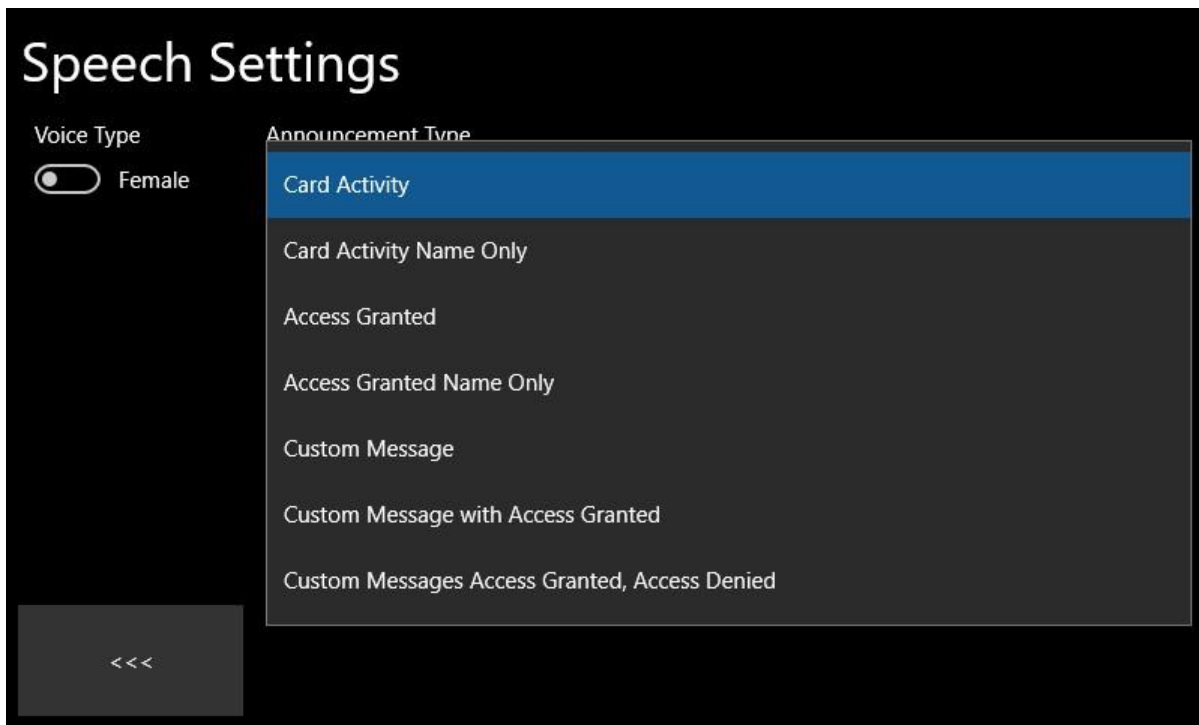 Speech Settings
Voice Type
Announcement Type
Female
Card Activity
Card Activity Name Only
Access Granted
Access Granted Name Only
Custom Message
Custom Message with Access Granted
Custom Messages Access Granted, Access Denied
<<<